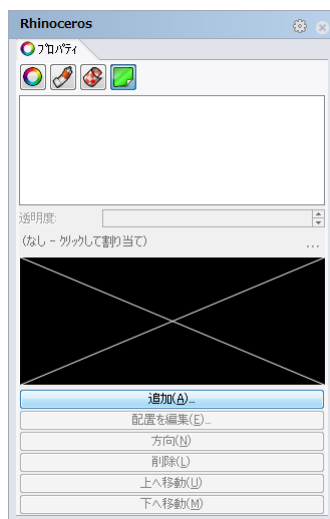 Rhinoceros
プロパティ
透明度:
(なし - クリックして割り当て)
...
追加(A)...
配置を編集(E)...
方向(N)
削除(L)
上へ移動(U)
下へ移動(M)